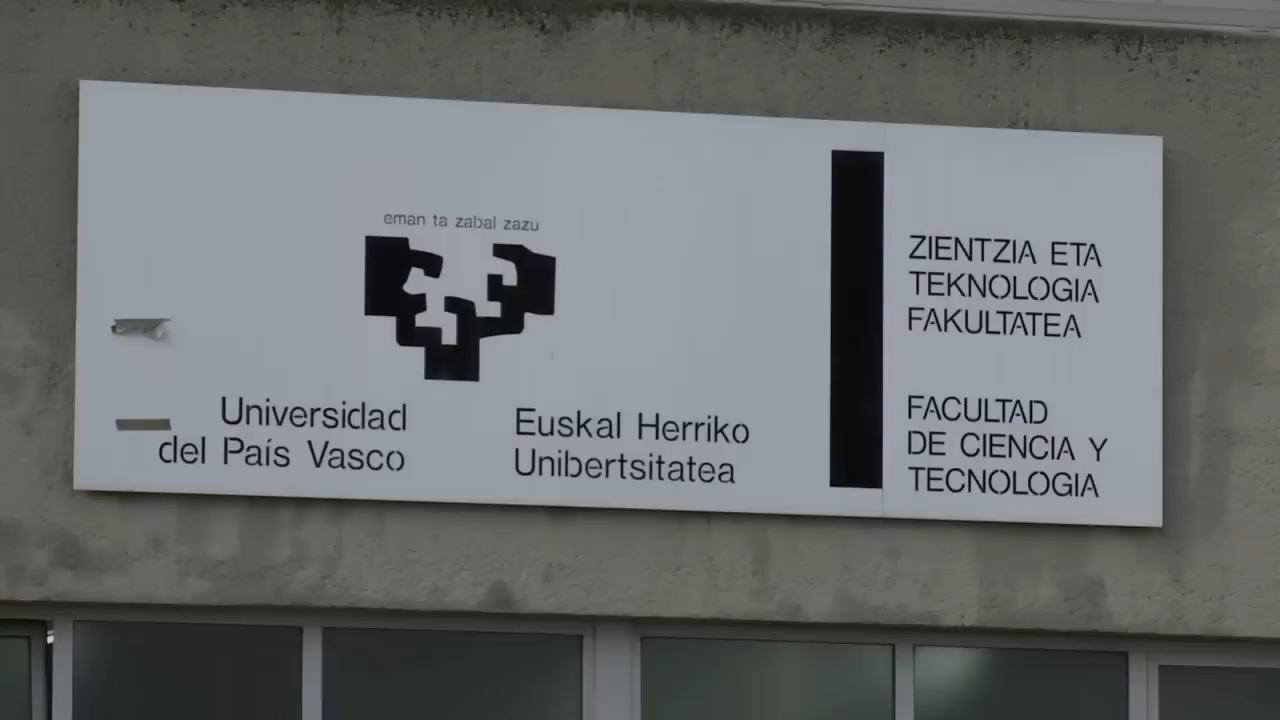 eman ta zabal zazu
Universidad
del País Vasco
Euskal Herriko
Unibertsitatea
ZIENTZIA ETA
TEKNOLOGIA
FAKULTATEA
FACULTAD
DE CIENCIA Y
TECNOLOGIA